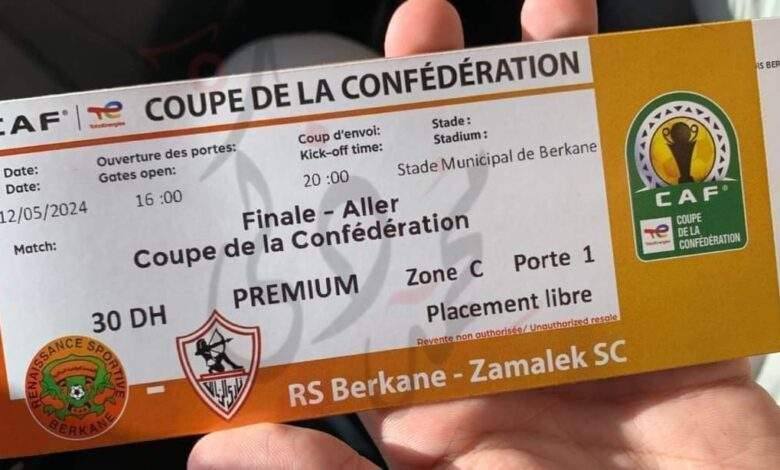 CAF
TotalEnergies
COUPE DE LA CONFÉDÉRATION
Date:
Date:
12/05/2024
Ouverture des portes:
Gates open:
16 :00
Coup d'envoi:
Kick-off time:
20 :00
Stade :
Stadium :
Stade Municipal de Berkane
Match:
Finale - Aller
Coupe de la Confédération
30 DH
PREMIUM
Zone C
Porte 1
Placement libre
Revente non authorisée/ Unauthorized resale
RENAISSANCE SPORTIVE
BERKANE
-
RS Berkane - Zamalek SC
CAF
TotalEnergies
COUPE
DE LA
CONFÉDÉRATION
RS BERK